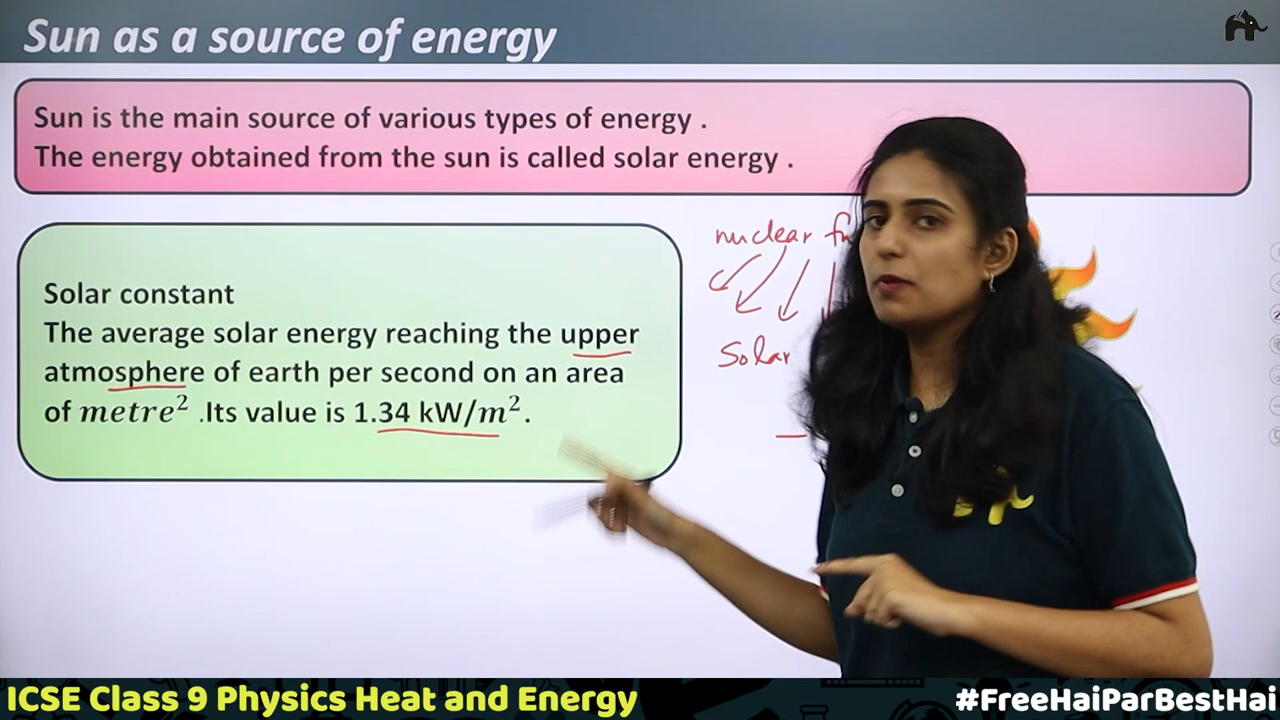 Sun as a source of energy
Sun is the main source of various types of energy .
The energy obtained from the sun is called solar energy .
nuclear
Solar constant
The average solar energy reaching the upper
atmosphere of earth per second on an area
of metre² .Its value is 1.34 kW/m².
Solar
ICSE Class 9 Physics Heat and Energy
#FreeHaiParBestHai